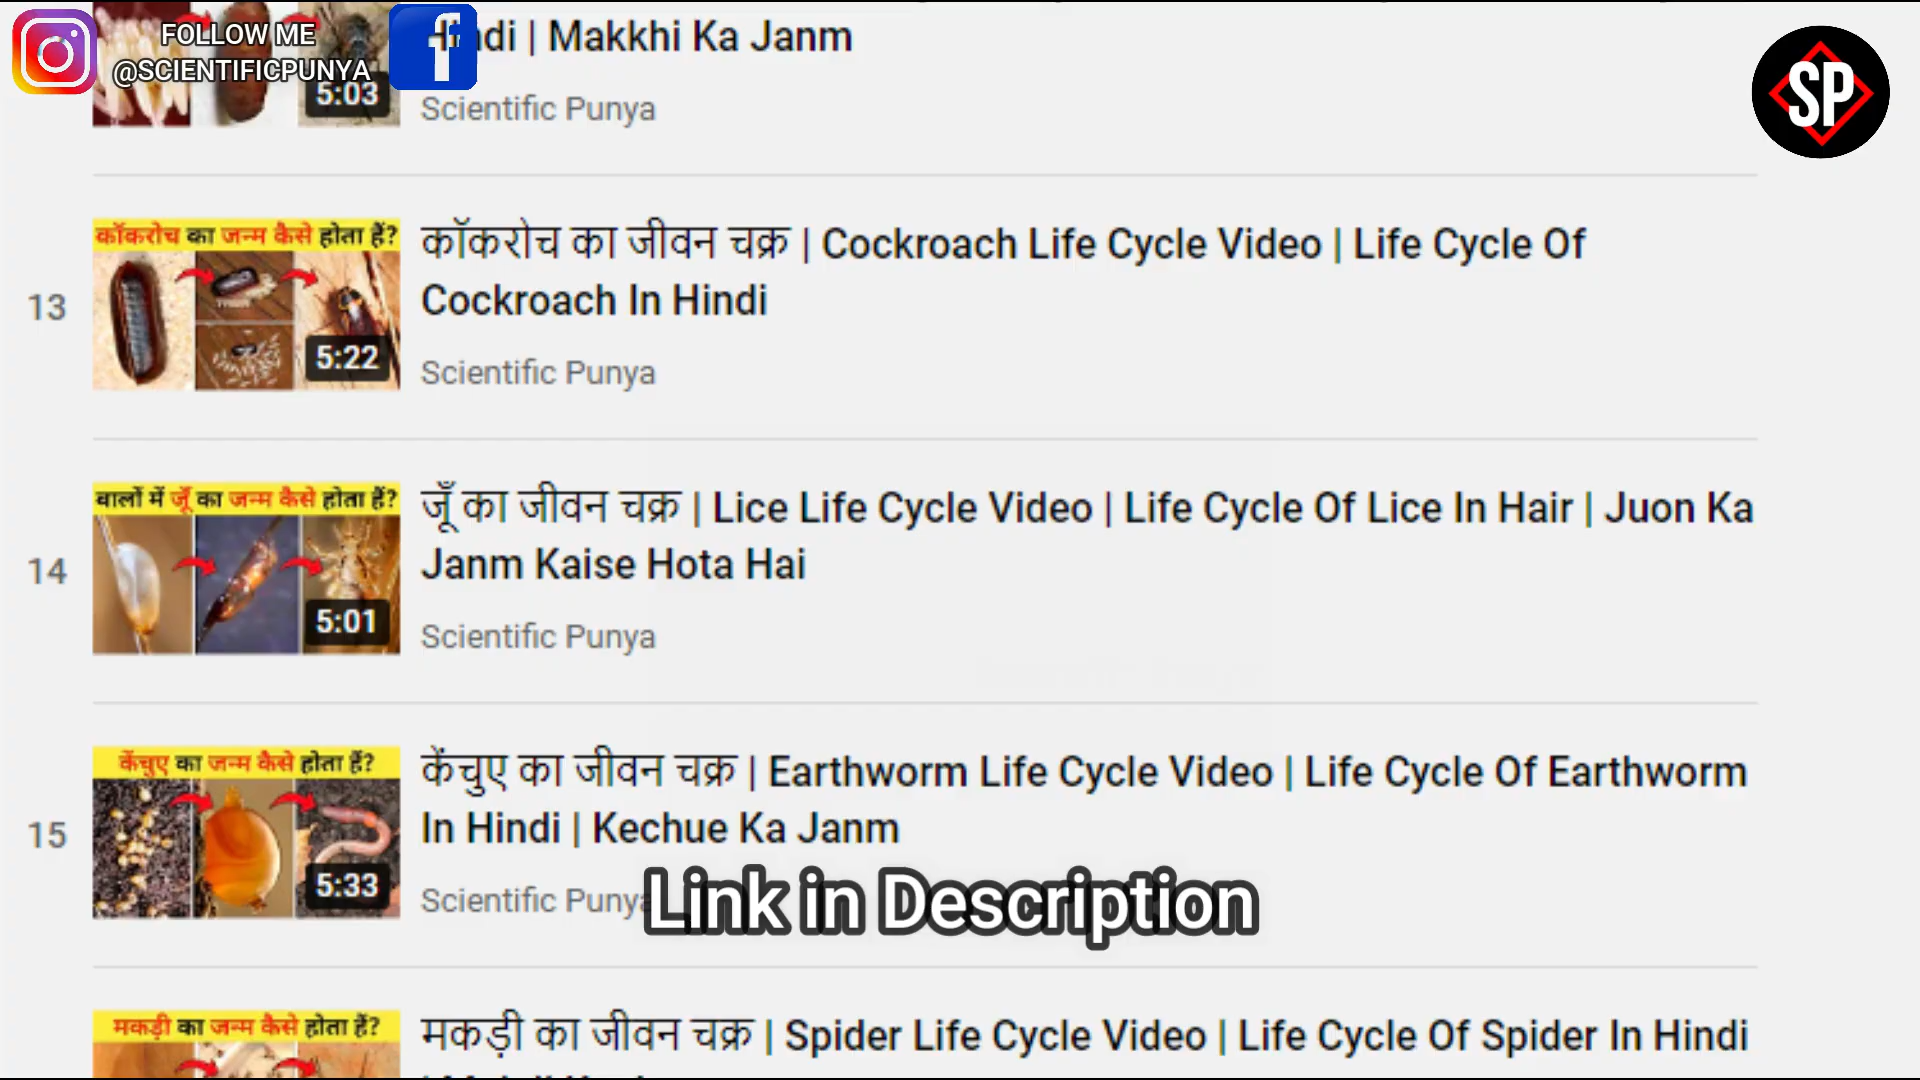 FOLLOW ME
@SCIENTIFICPUNYA
Hindi | Makkhi Ka Janm
5:03
Scientific Punya
SP
13
कॉकरोच का जन्म कैसे होता हैं?
5:22
कॉकरोच का जीवन चक्र | Cockroach Life Cycle Video | Life Cycle Of
Cockroach In Hindi
Scientific Punya
14
बालों में जूँ का जन्म कैसे होता हैं?
5:01
जूँ का जीवन चक्र | Lice Life Cycle Video | Life Cycle Of Lice In Hair | Juon Ka
Janm Kaise Hota Hai
Scientific Punya
15
केंचुए का जन्म कैसे होता हैं?
5:33
केंचुए का जीवन चक्र | Earthworm Life Cycle Video | Life Cycle Of Earthworm
In Hindi | Kechue Ka Janm
Scientific Punya
Link in Description
मकड़ी का जन्म कैसे होता हैं?
मकड़ी का जीवन चक्र | Spider Life Cycle Video | Life Cycle Of Spider In Hindi